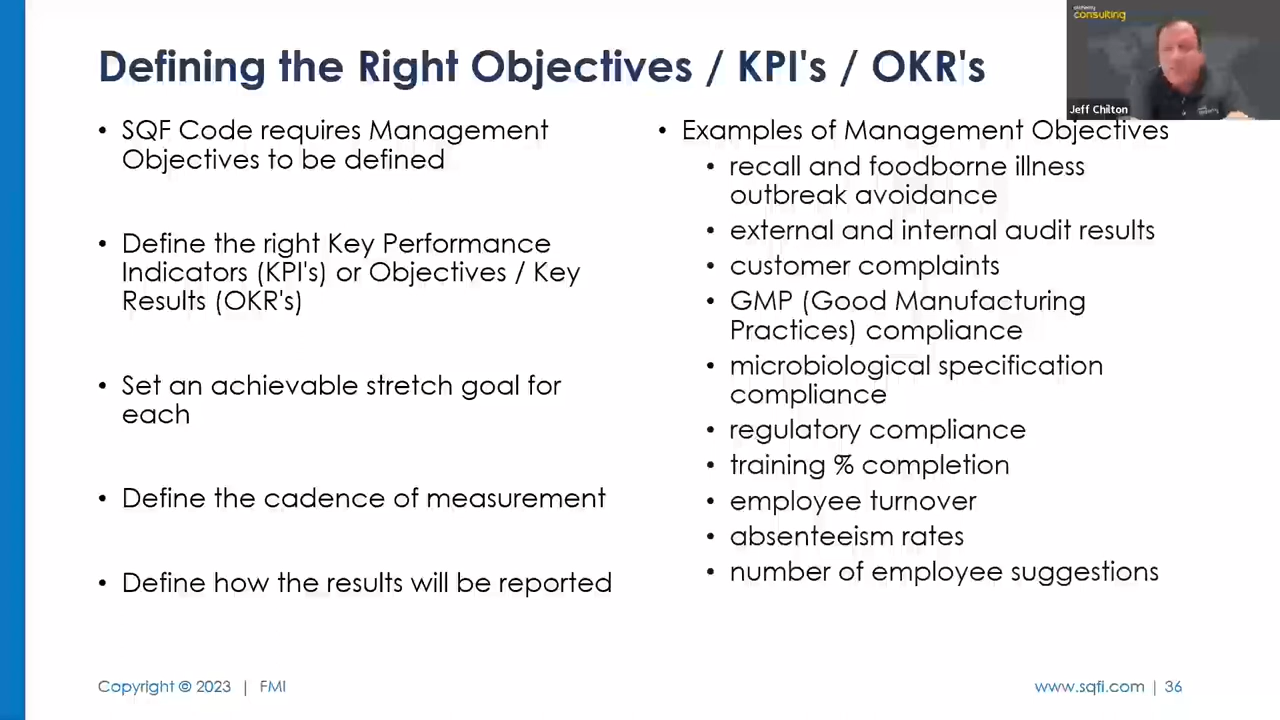 Defining the Right Objectives / KPI's / OKR's
consulting
Jeff Chilton
• SQF Code requires Management
Objectives to be defined
• Define the right Key Performance
Indicators (KPI's) or Objectives / Key
Results (OKR's)
• Set an achievable stretch goal for
each
• Define the cadence of measurement
• Define how the results will be reported
• Examples of Management Objectives
• recall and foodborne illness
outbreak avoidance
• external and internal audit results
• customer complaints
• GMP (Good Manufacturing
Practices) compliance
• microbiological specification
compliance
• regulatory compliance
• training % completion
• employee turnover
• absenteeism rates
• number of employee suggestions
Copyright © 2023 | FMI
www.sqfi.com | 36